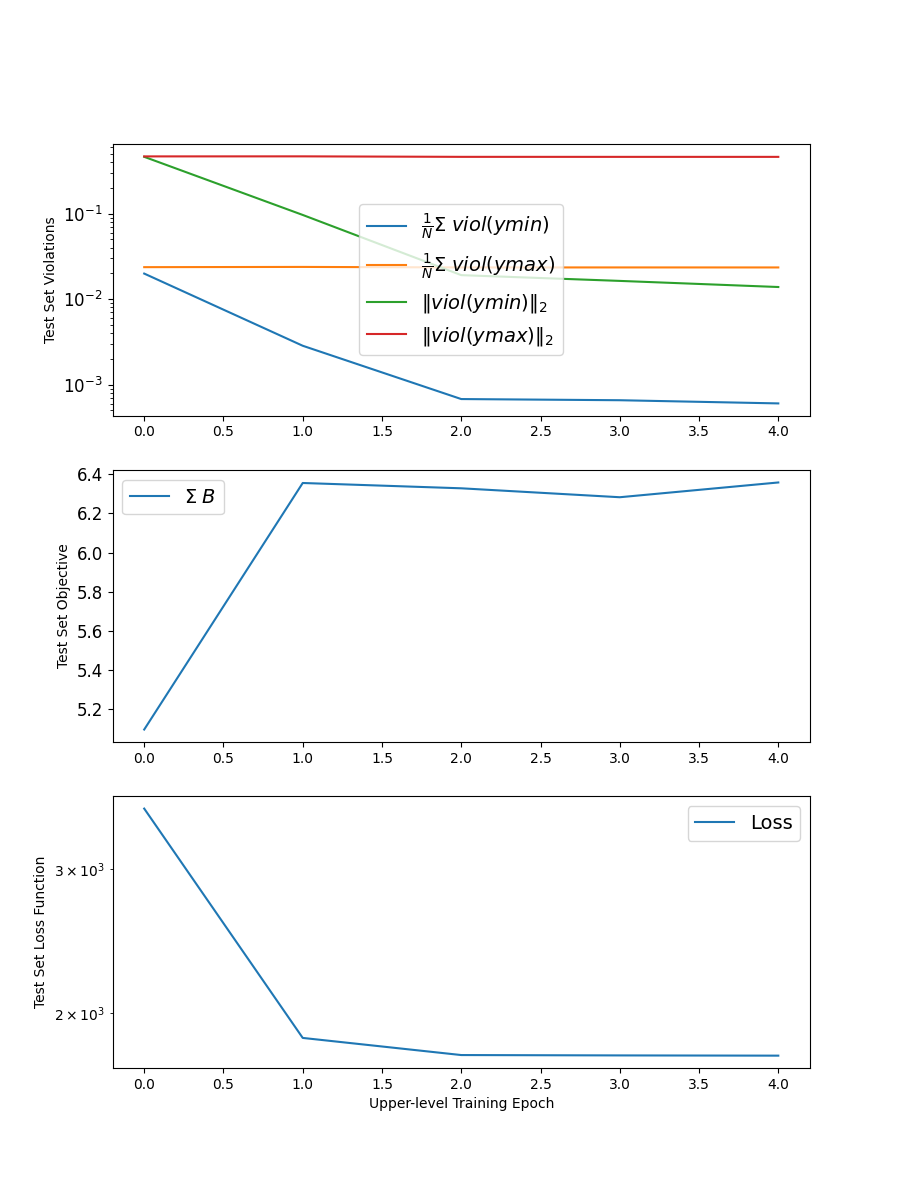 Test Set Violations
10⁻¹
10⁻²
10⁻³
1/N Σ viol(ymin)
1/N Σ viol(ymax)
‖viol(ymin)‖₂
‖viol(ymax)‖₂
0.0 0.5 1.0 1.5 2.0 2.5 3.0 3.5 4.0
Test Set Objective
6.4
6.2
6.0
5.8
5.6
5.4
5.2
Σ B
0.0 0.5 1.0 1.5 2.0 2.5 3.0 3.5 4.0
Test Set Loss Function
3 × 10³
2 × 10³
Loss
0.0 0.5 1.0 1.5 2.0 2.5 3.0 3.5 4.0
Upper-level Training Epoch